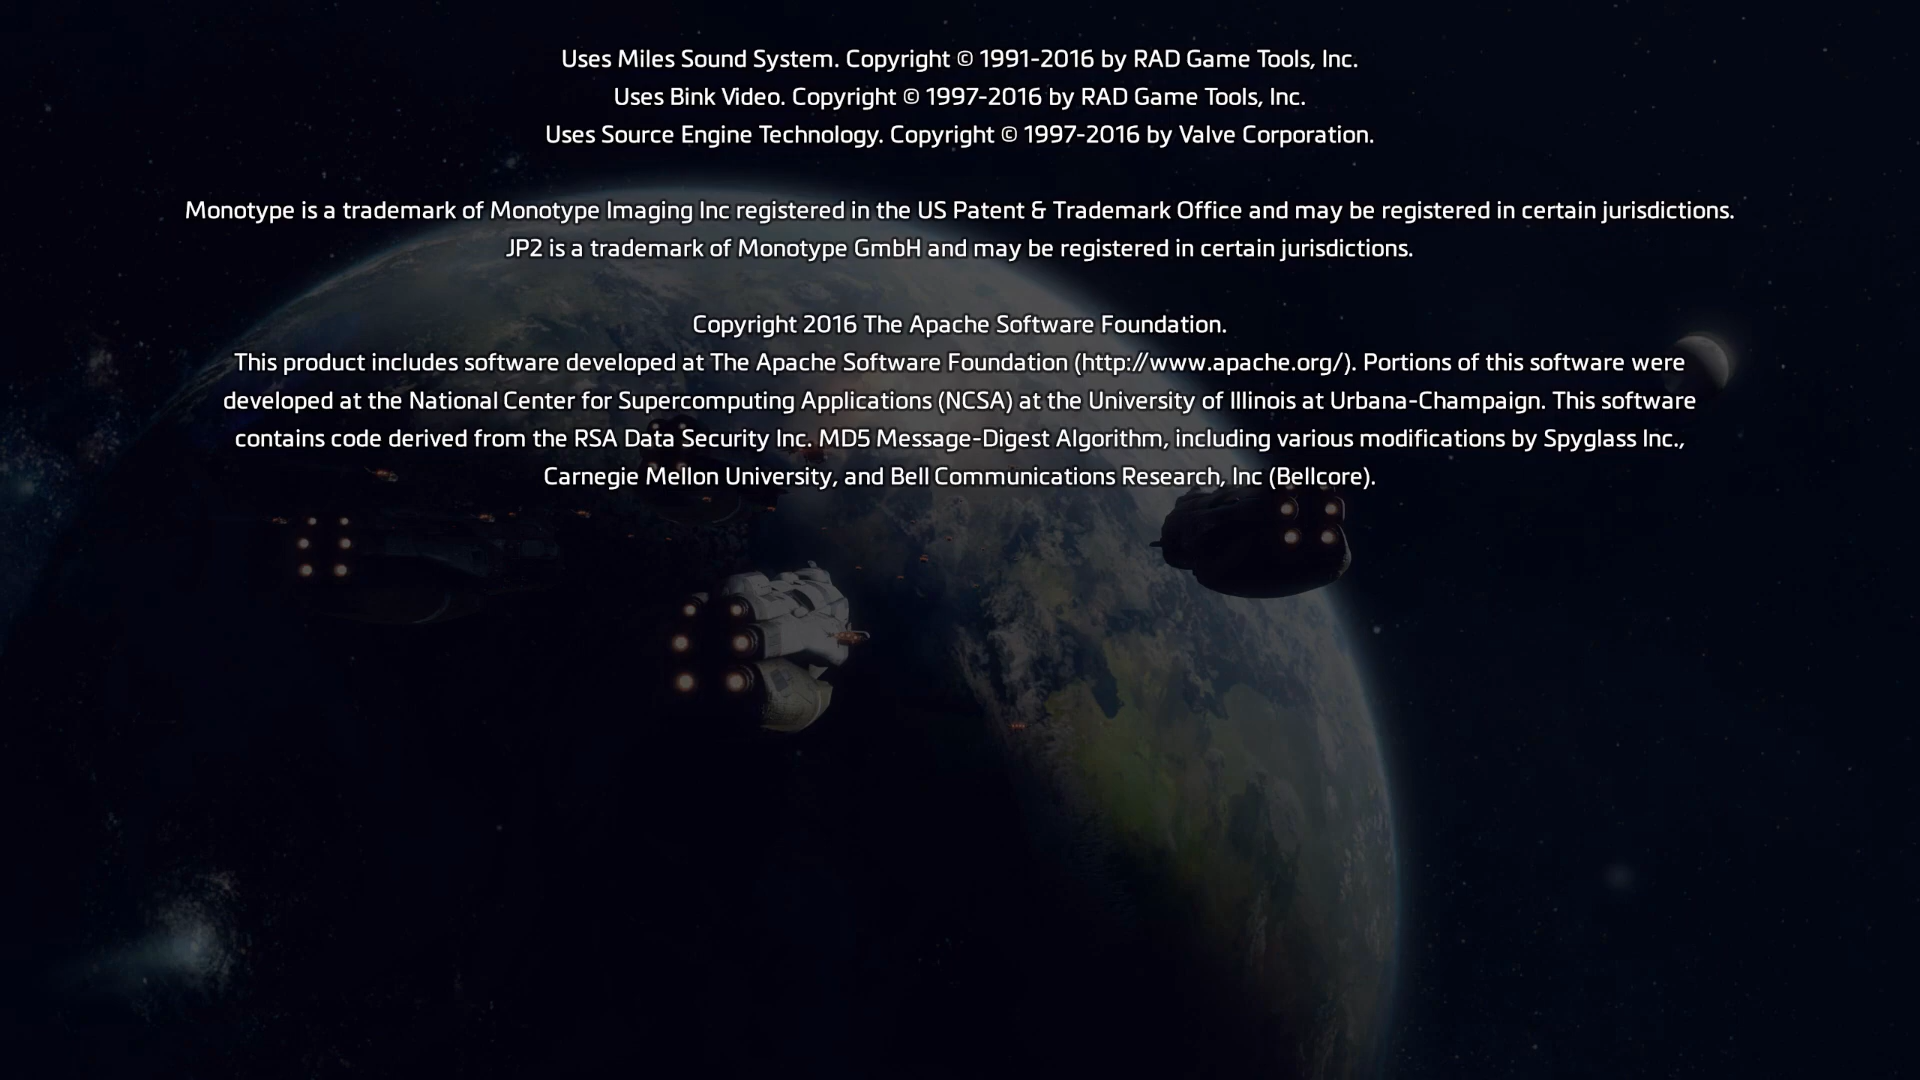 Uses Miles Sound System. Copyright © 1991-2016 by RAD Game Tools, Inc.
Uses Bink Video. Copyright © 1997-2016 by RAD Game Tools, Inc.
Uses Source Engine Technology. Copyright © 1997-2016 by Valve Corporation.
Monotype is a trademark of Monotype Imaging Inc registered in the US Patent & Trademark Office and may be registered in certain jurisdictions.
JP2 is a trademark of Monotype GmbH and may be registered in certain jurisdictions.
Copyright 2016 The Apache Software Foundation.
This product includes software developed at The Apache Software Foundation (http://www.apache.org/). Portions of this software were
developed at the National Center for Supercomputing Applications (NCSA) at the University of Illinois at Urbana-Champaign. This software
contains code derived from the RSA Data Security Inc. MD5 Message-Digest Algorithm, including various modifications by Spyglass Inc.,
Carnegie Mellon University, and Bell Communications Research, Inc (Bellcore).